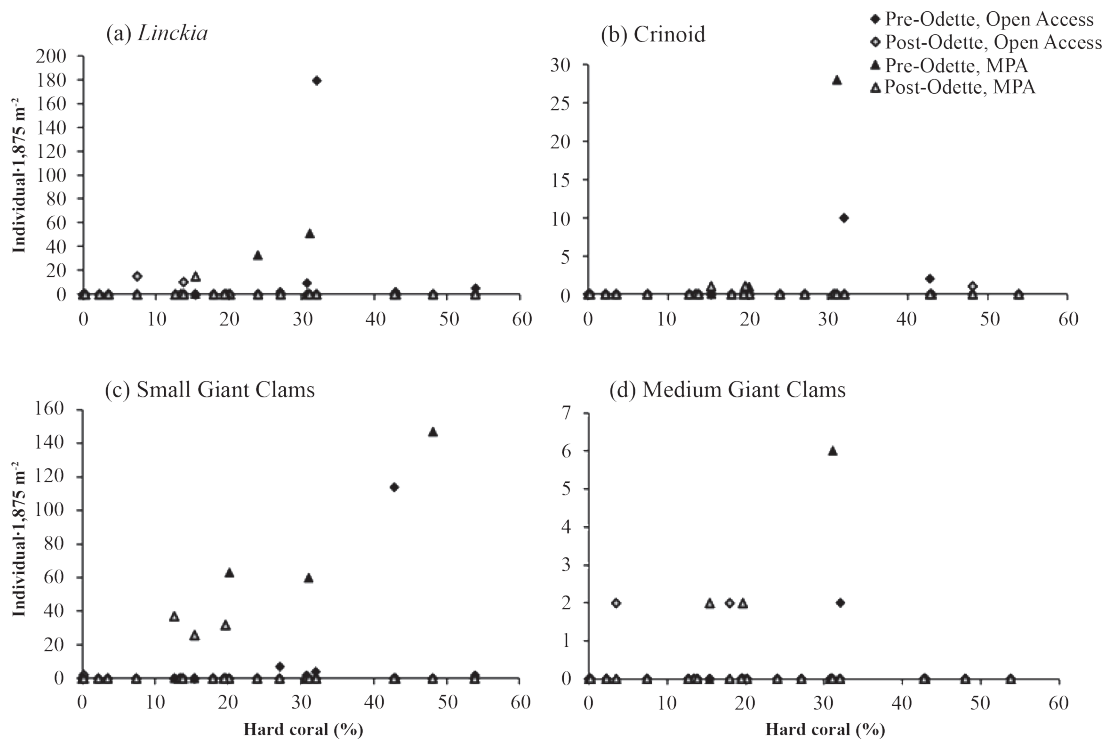 (a) Linckia
Individual·1,875 m-2
200
180
160
140
120
100
80
60
40
20
0
0 10 20 30 40 50 60
(b) Crinoid
30
25
20
15
10
5
0
0 10 20 30 40 50 60
Pre-Odette, Open Access
Post-Odette, Open Access
Pre-Odette, MPA
Post-Odette, MPA
(c) Small Giant Clams
Individual·1,875 m-2
160
140
120
100
80
60
40
20
0
0 10 20 30 40 50 60
Hard coral (%)
(d) Medium Giant Clams
7
6
5
4
3
2
1
0
0 10 20 30 40 50 60
Hard coral (%)